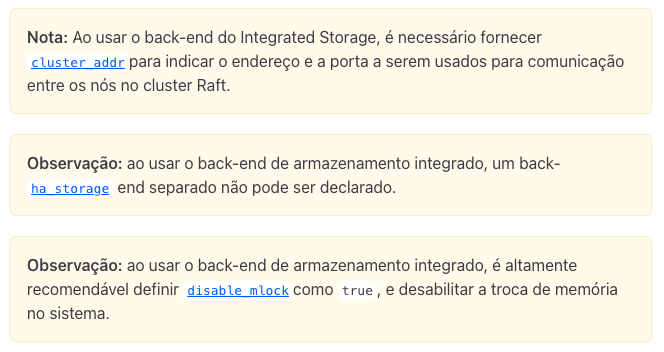 Nota: Ao usar o back-end do Integrated Storage, é necessário fornecer
cluster_addr para indicar o endereço e a porta a serem usados para comunicação
entre os nós no cluster Raft.
Observação: ao usar o back-end de armazenamento integrado, um back-
ha_storage end separado não pode ser declarado.
Observação: ao usar o back-end de armazenamento integrado, é altamente
recomendável definir disable_mlock como true, e desabilitar a troca de memória
no sistema.